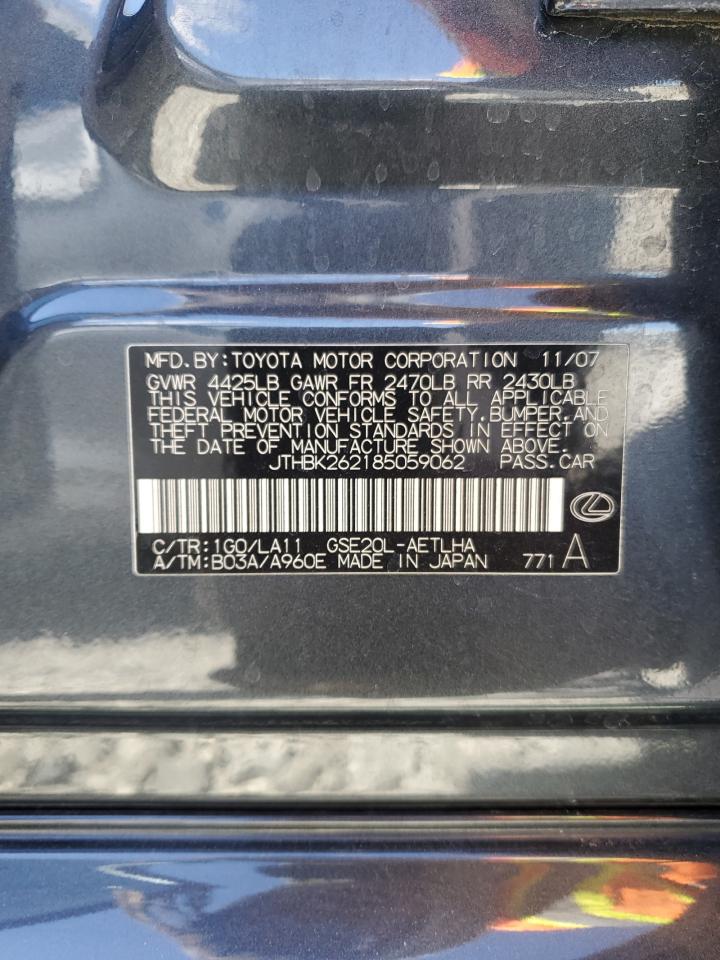 MFD.BY:TOYOTA MOTOR CORPORATION 11/07
GVWR 4425LB GAWR FR 2470LB RR 2430LB
THIS VEHICLE CONFORMS TO ALL APPLICABLE
FEDERAL MOTOR VEHICLE SAFETY,BUMPER,AND
THEFT PREVENTION STANDARDS IN EFFECT ON
THE DATE OF MANUFACTURE SHOWN ABOVE.
JTHBK262185059062 PASS.CAR
C/TR:1G0/LA11 GSE20L-AETLHA
A/TM:B03A/A960E MADE IN JAPAN 771 A